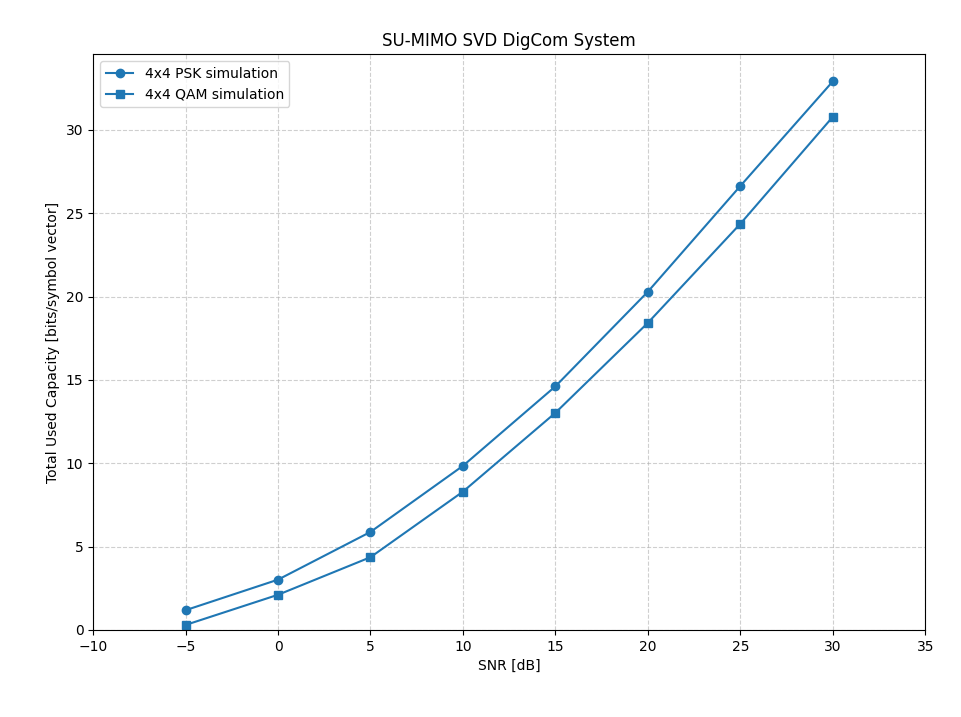 SU-MIMO SVD DigCom System
4x4 PSK simulation
4x4 QAM simulation
Total Used Capacity [bits/symbol vector]
30
25
20
15
10
5
0
−10 −5 0 5 10 15 20 25 30 35
SNR [dB]